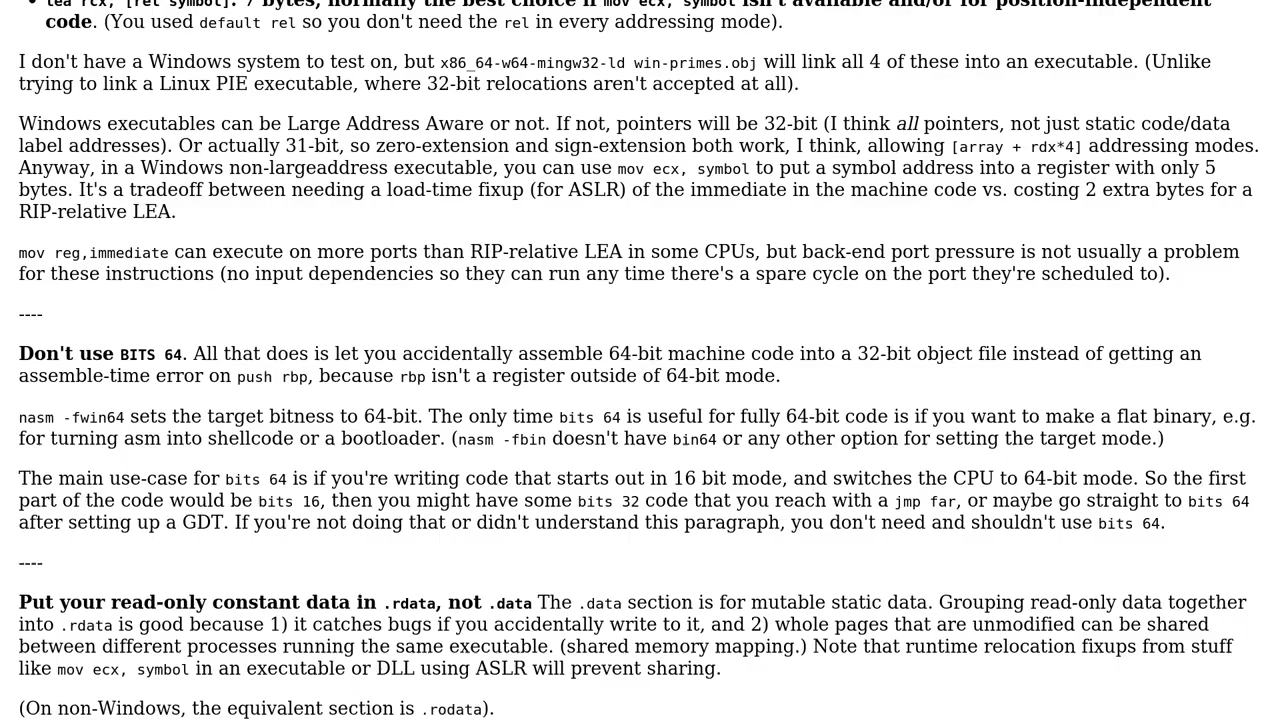 lea rcx, [rel symbol]. 7 bytes, normally the best choice if mov ecx, symbol isn't available and/or for position-independent
code. (You used default rel so you don't need the rel in every addressing mode).
I don't have a Windows system to test on, but x86_64-w64-mingw32-ld win-primes.obj will link all 4 of these into an executable. (Unlike
trying to link a Linux PIE executable, where 32-bit relocations aren't accepted at all).
Windows executables can be Large Address Aware or not. If not, pointers will be 32-bit (I think all pointers, not just static code/data
label addresses). Or actually 31-bit, so zero-extension and sign-extension both work, I think, allowing [array + rdx*4] addressing modes.
Anyway, in a Windows non-largeaddress executable, you can use mov ecx, symbol to put a symbol address into a register with only 5
bytes. It's a tradeoff between needing a load-time fixup (for ASLR) of the immediate in the machine code vs. costing 2 extra bytes for a
RIP-relative LEA.
mov reg,immediate can execute on more ports than RIP-relative LEA in some CPUs, but back-end port pressure is not usually a problem
for these instructions (no input dependencies so they can run any time there's a spare cycle on the port they're scheduled to).
----
Don't use BITS 64. All that does is let you accidentally assemble 64-bit machine code into a 32-bit object file instead of getting an
assemble-time error on push rbp, because rbp isn't a register outside of 64-bit mode.
nasm -fwin64 sets the target bitness to 64-bit. The only time bits 64 is useful for fully 64-bit code is if you want to make a flat binary, e.g.
for turning asm into shellcode or a bootloader. (nasm -fbin doesn't have bin64 or any other option for setting the target mode.)
The main use-case for bits 64 is if you're writing code that starts out in 16 bit mode, and switches the CPU to 64-bit mode. So the first
part of the code would be bits 16, then you might have some bits 32 code that you reach with a jmp far, or maybe go straight to bits 64
after setting up a GDT. If you're not doing that or didn't understand this paragraph, you don't need and shouldn't use bits 64.
----
Put your read-only constant data in .rdata, not .data The .data section is for mutable static data. Grouping read-only data together
into .rdata is good because 1) it catches bugs if you accidentally write to it, and 2) whole pages that are unmodified can be shared
between different processes running the same executable. (shared memory mapping.) Note that runtime relocation fixups from stuff
like mov ecx, symbol in an executable or DLL using ASLR will prevent sharing.
(On non-Windows, the equivalent section is .rodata).